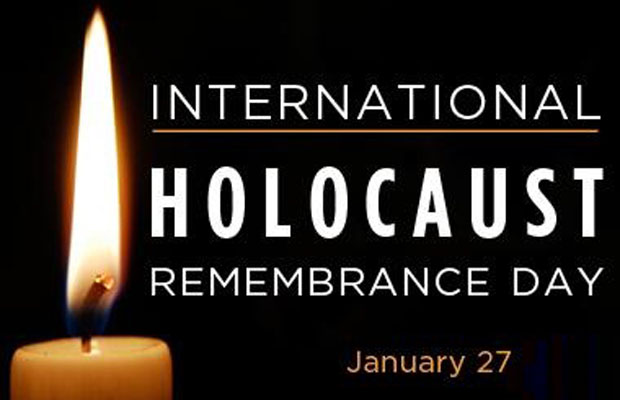 INTERNATIONAL
HOLOCAUST
REMEMBRANCE DAY
January 27